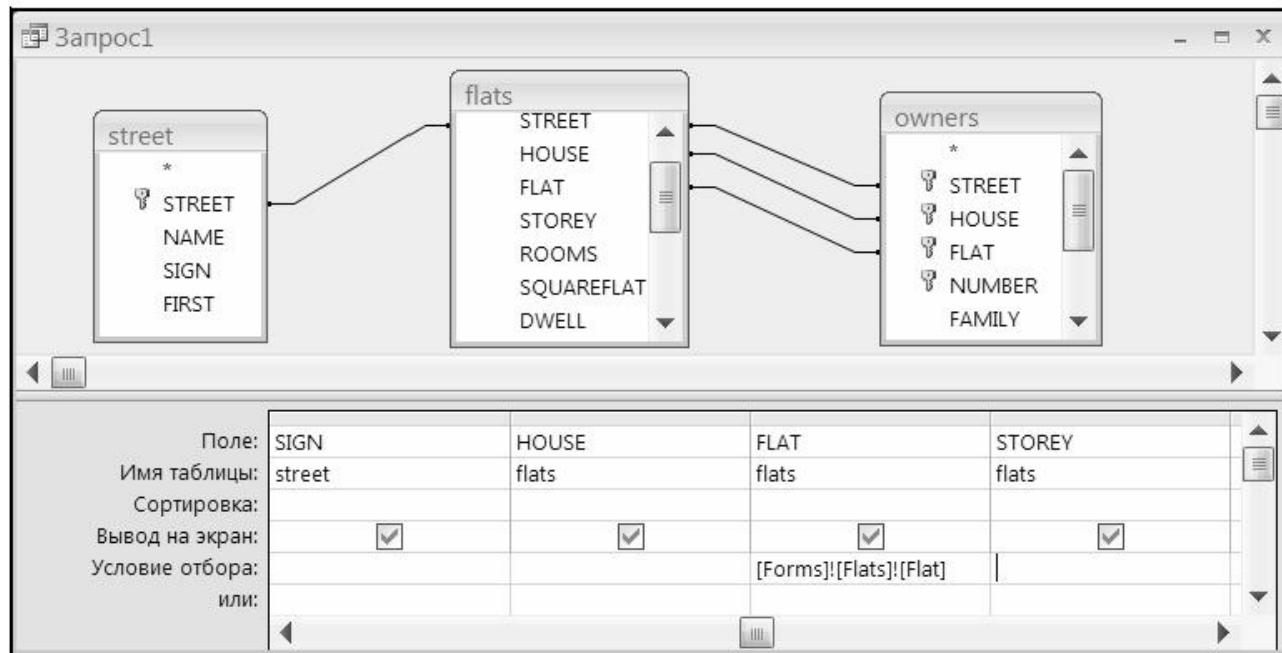 Запрос1
street
*
STREET
NAME
SIGN
FIRST
flats
STREET
HOUSE
FLAT
STOREY
ROOMS
SQUAREFLAT
DWELL
owners
*
STREET
HOUSE
FLAT
NUMBER
FAMILY
Поле: SIGN HOUSE FLAT STOREY
Имя таблицы: street flats flats flats
Сортировка:
Вывод на экран:
Условие отбора: [Forms]![Flats]![Flat]
или: